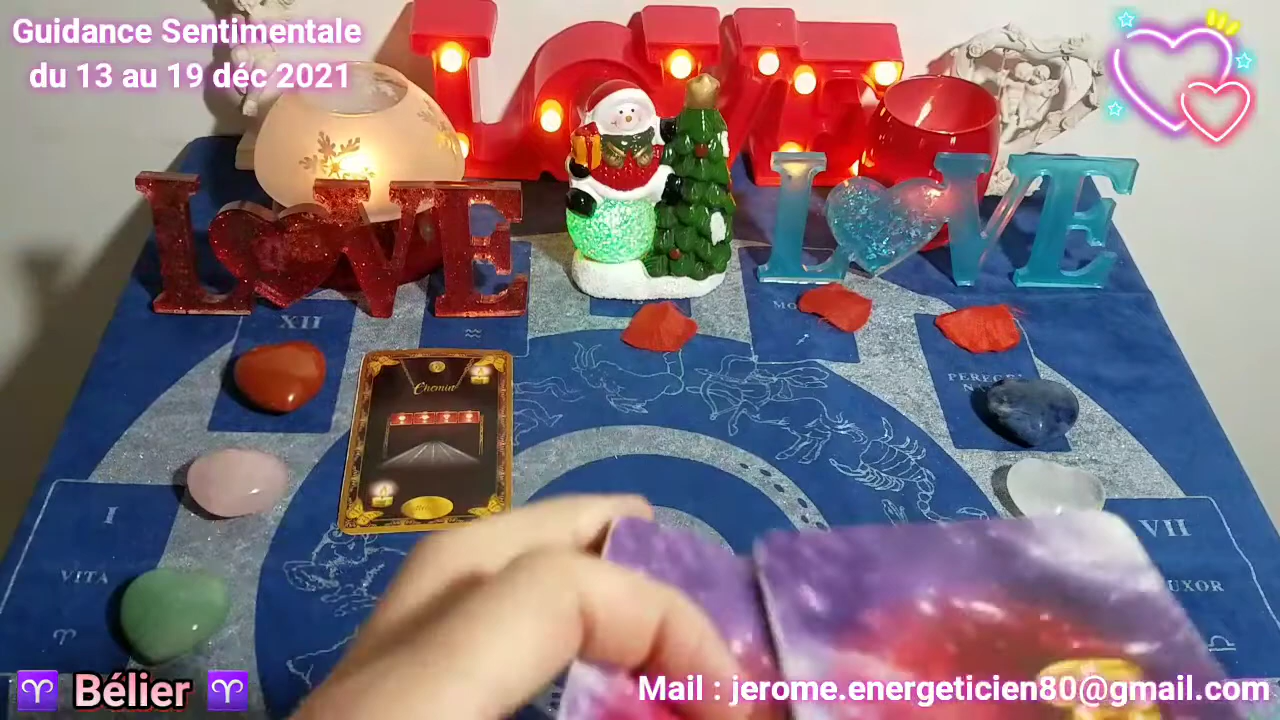 Guidance Sentimentale
du 13 au 19 déc 2021
LOVE
LOVE
LOVE
XII
Chemin
I
VITA
VII
UXOR
♈ Bélier ♈
Mail : jerome.energeticien80@gmail.com